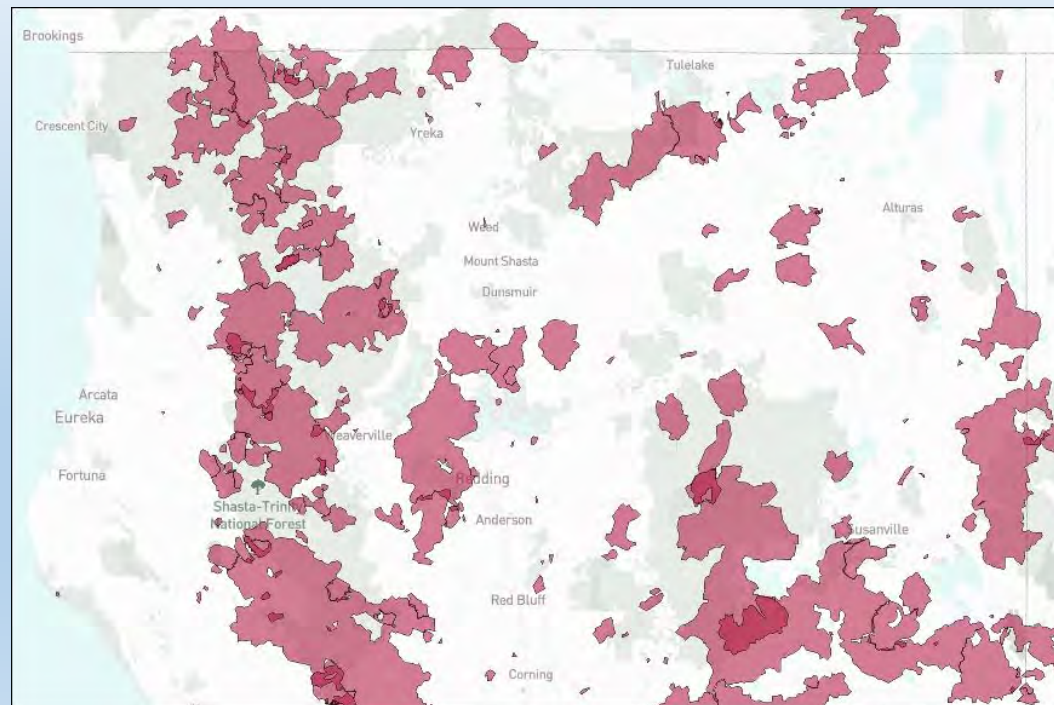 Brookings
Tulelake
Crescent City
Yreka
Alturas
Weed
Mount Shasta
Dunsmuir
Arcata
Eureka
Weaverville
Fortuna
Redding
Shasta-Trinity
National Forest
Anderson
Susanville
Red Bluff
Corning